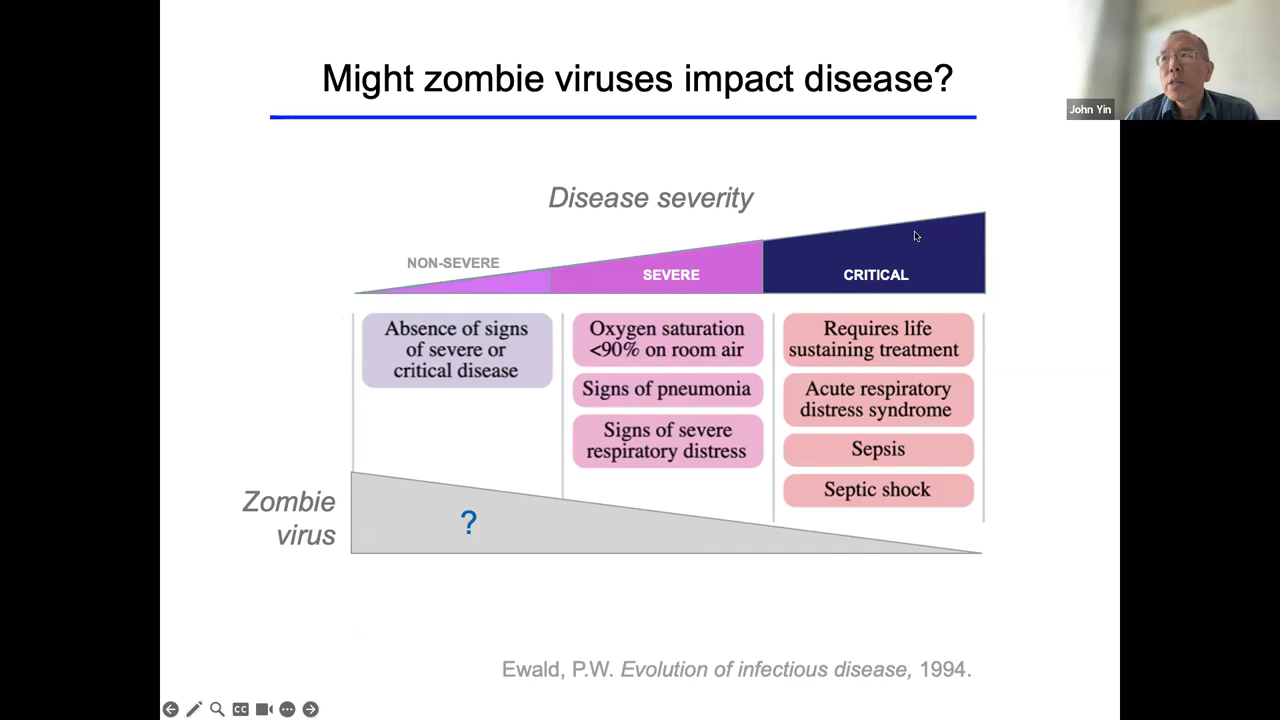 Might zombie viruses impact disease?
John Yin
Disease severity
NON-SEVERE
SEVERE
CRITICAL
Absence of signs
of severe or
critical disease
Oxygen saturation
<90% on room air
Signs of pneumonia
Signs of severe
respiratory distress
Requires life
sustaining treatment
Acute respiratory
distress syndrome
Sepsis
Septic shock
Zombie
virus
?
Ewald, P.W. Evolution of infectious disease, 1994.
CC